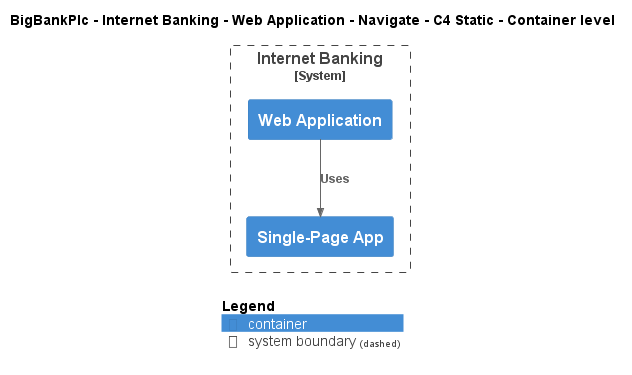 BigBankPlc - Internet Banking - Web Application - Navigate - C4 Static - Container level
Internet Banking
[System]
Web Application
Uses
Single-Page App
Legend
container
system boundary (dashed)